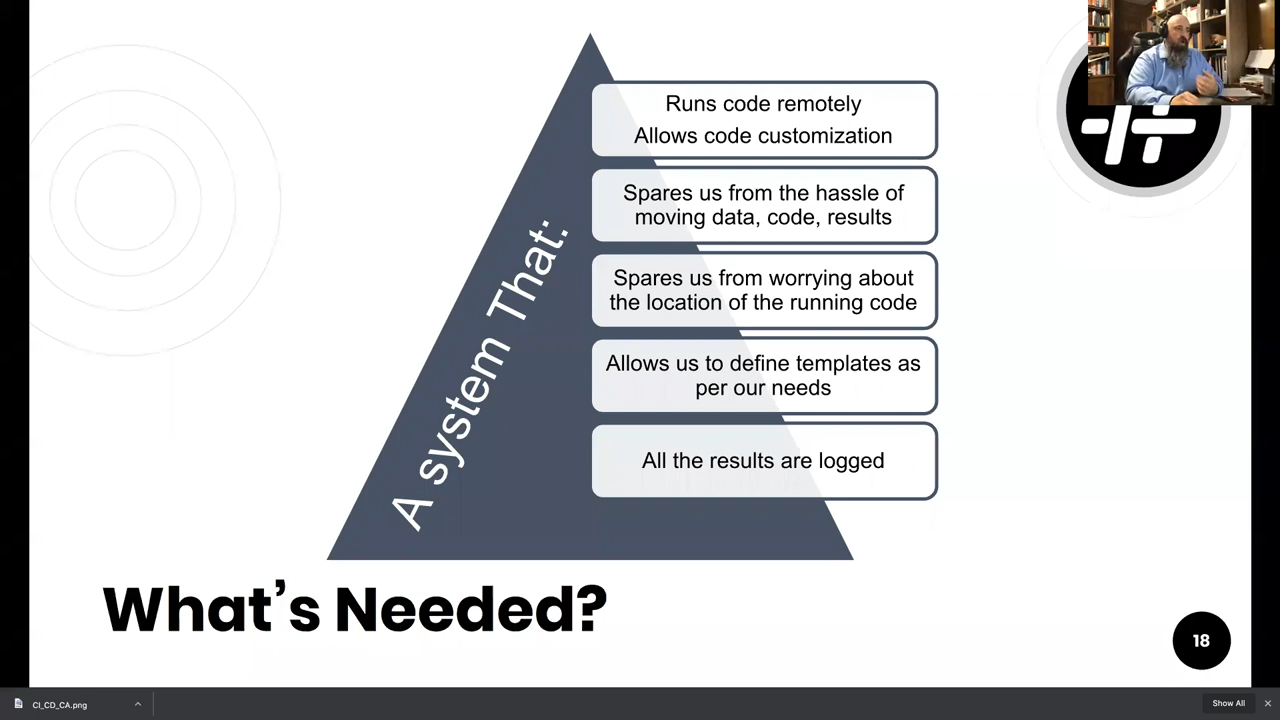 Runs code remotely
Allows code customization
Spares us from the hassle of
moving data, code, results
Spares us from worrying about
the location of the running code
Allows us to define templates as
per our needs
All the results are logged
A system That:
What's Needed?
18
CI_CD_CA.png
Show All